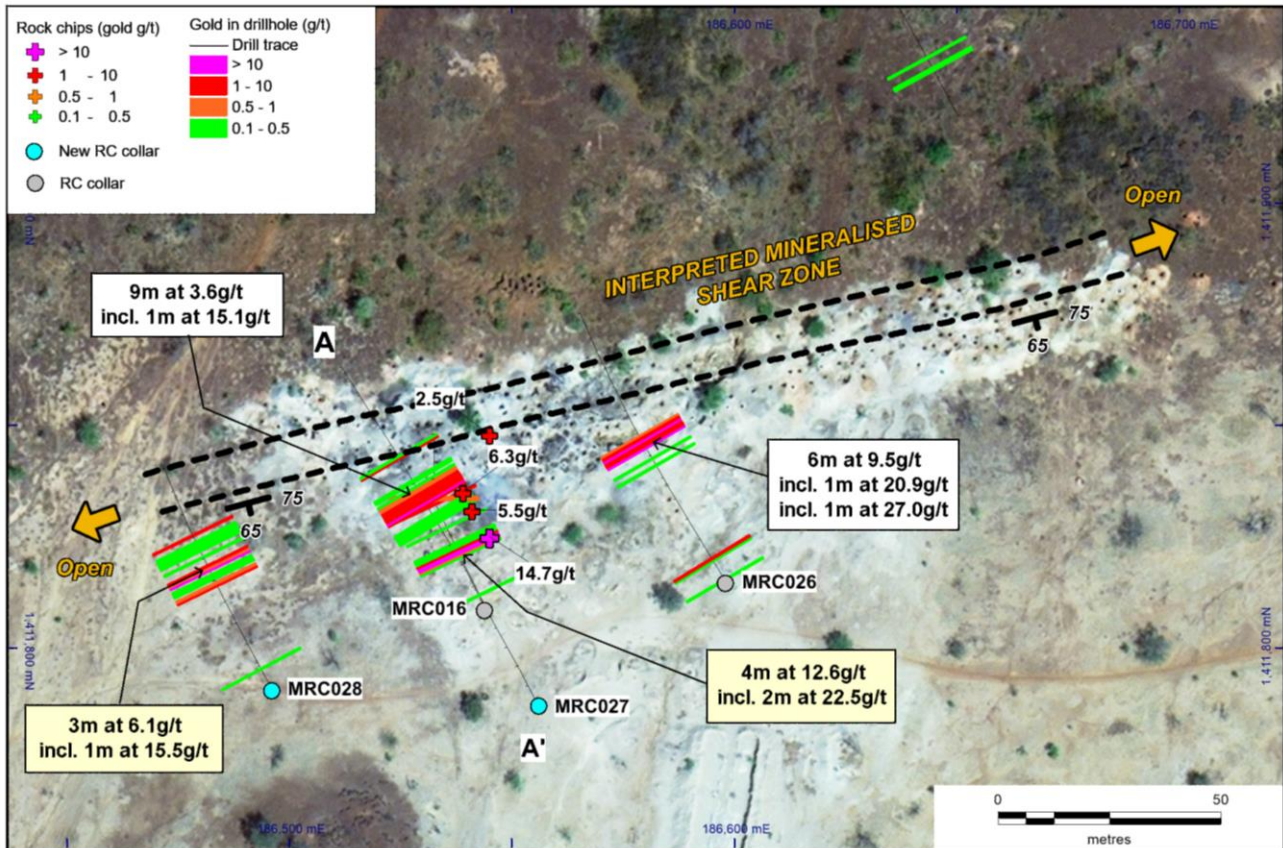 186,600 mE
186,700 mE
Rock chips (gold g/t)
> 10
1 - 10
0.5 - 1
0.1 - 0.5
New RC collar
RC collar
Gold in drillhole (g/t)
Drill trace
> 10
1 - 10
0.5 - 1
0.1 - 0.5
1,411,900 mN
Open
INTERPRETED MINERALISED
SHEAR ZONE
9m at 3.6g/t
incl. 1m at 15.1g/t
A
75
65
2.5g/t
6.3g/t
6m at 9.5g/t
incl. 1m at 20.9g/t
incl. 1m at 27.0g/t
75
65
5.5g/t
Open
14.7g/t
MRC026
MRC016
1,411,800 mN
1,411,800 mN
4m at 12.6g/t
incl. 2m at 22.5g/t
MRC028
MRC027
3m at 6.1g/t
incl. 1m at 15.5g/t
A'
0
50
metres
186,500 mE
186,600 mE